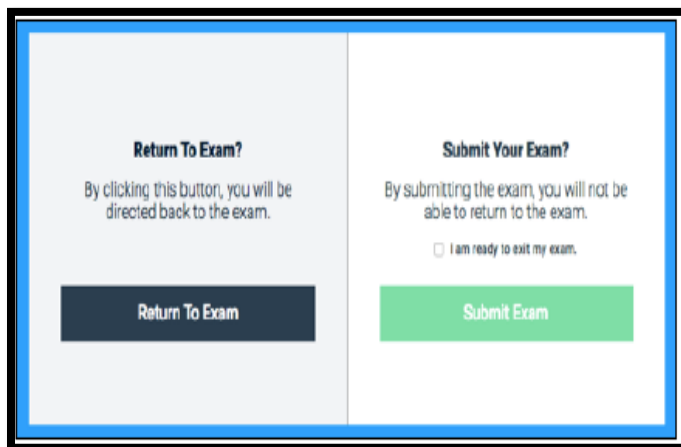 Return To Exam?
By clicking this button, you will be
directed back to the exam.
Return To Exam
Submit Your Exam?
By submitting the exam, you will not be
able to return to the exam.
I am ready to exit my exam.
Submit Exam